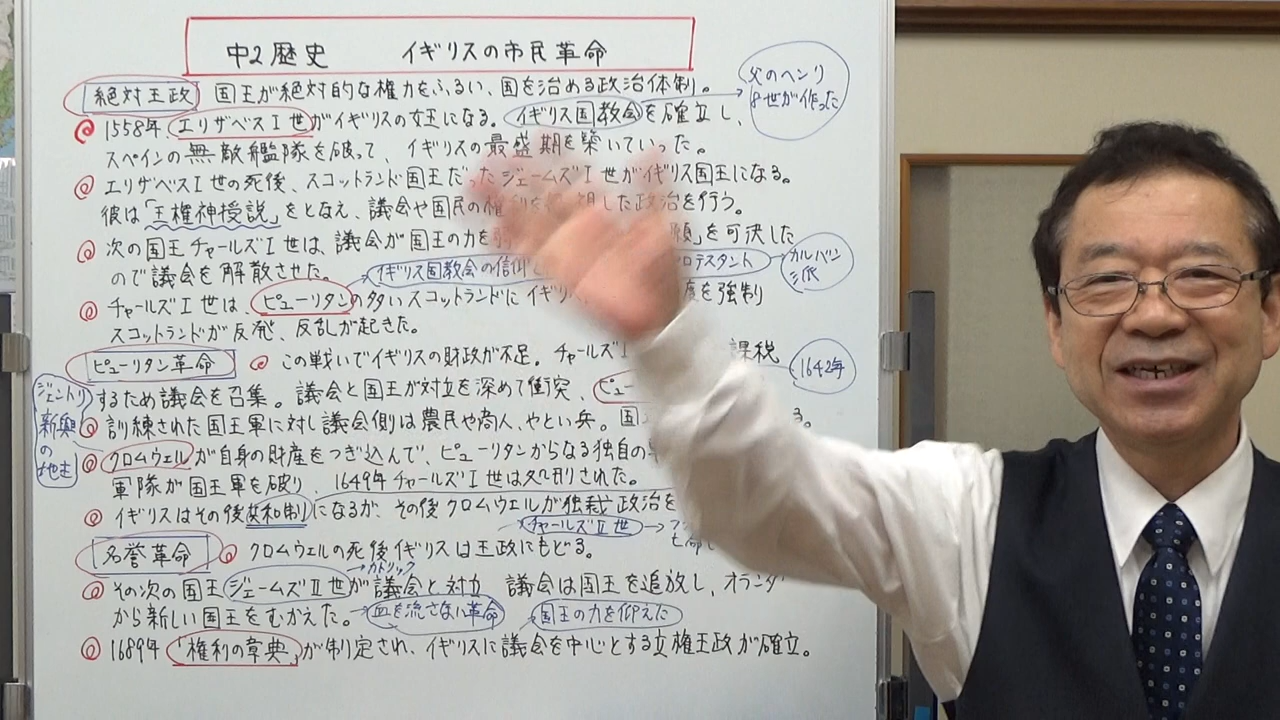 中2歴史 イギリスの市民革命
絶対王政 国王が絶対的な権力をふるい、国を治める政治体制。
父のヘンリ
8世が作った
1558年、エリザベスⅠ世がイギリスの女王になる。イギリス国教会を確立し、
スペインの無敵艦隊を破って、イギリスの最盛期を築いていった。
エリザベスⅠ世の死後、スコットランド国王だったジェームズⅠ世がイギリス国王になる。
彼は「王権神授説」をとなえ、議会や国民の権利を した政治を行う。
次の国王チャールズⅠ世は、議会が国王の力を 願」を可決した
ので議会を解散させた。
イギリス国教会の信仰 ロテスタント
カルバン
派
チャールズⅠ世は、ピューリタンの多いスコットランドにイギリ 度を強制
スコットランドが反発、反乱が起きた。
ピューリタン革命 この戦いでイギリスの財政が不足。チャールズⅠ 課税
1642年
するため議会を召集。議会と国王が対立を深めて衝突、ピュー
ジェントリ
新興
の
地主
訓練された国王軍に対し議会側は農民や商人、やとい兵。国 る。
クロムウェルが自身の財産をつぎ込んで、ピューリタンからなる独自の
軍隊が国王軍を破り、1649年チャールズⅠ世は処刑された。
イギリスはその後共和制になるが、その後クロムウェルが独裁政治を
チャールズⅡ世→
名誉革命 クロムウェルの死後イギリスは王政にもどる。
カトリック
その次の国王ジェームズⅡ世が議会と対立 議会は国王を追放し、オランダ
から新しい国王をむかえた。→血を流さない革命 国王の力を抑えた
1689年「権利の章典」が制定され、イギリスに議会を中心とする立権王政が確立。